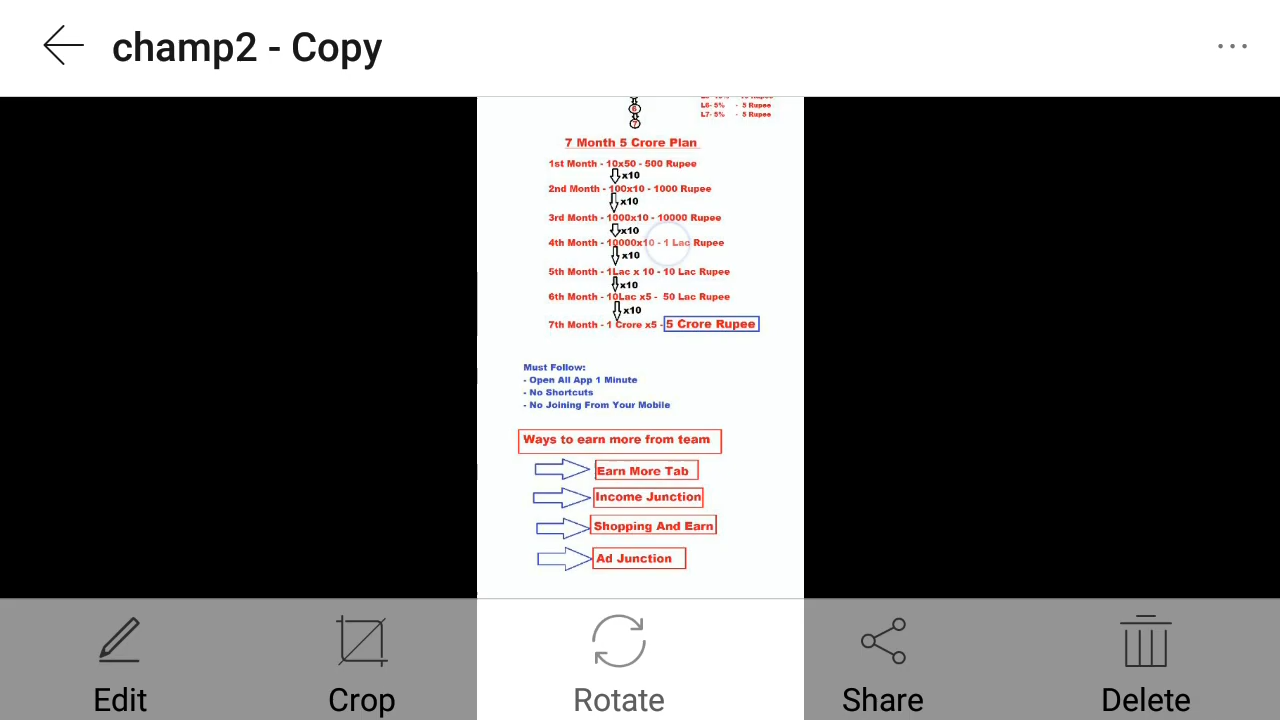 champ2 - Copy
6
L6- 5% - 5 Rupee
7
L7- 5% - 5 Rupee
7 Month 5 Crore Plan
1st Month - 10x50 - 500 Rupee
x10
2nd Month - 100x10 - 1000 Rupee
x10
3rd Month - 1000x10 - 10000 Rupee
x10
4th Month - 10000x10 - 1 Lac Rupee
x10
5th Month - 1Lac x 10 - 10 Lac Rupee
x10
6th Month - 10Lac x5 - 50 Lac Rupee
x10
7th Month - 1 Crore x5 - 5 Crore Rupee
Must Follow:
- Open All App 1 Minute
- No Shortcuts
- No Joining From Your Mobile
Ways to earn more from team
Earn More Tab
Income Junction
Shopping And Earn
Ad Junction
Edit Crop Rotate Share Delete